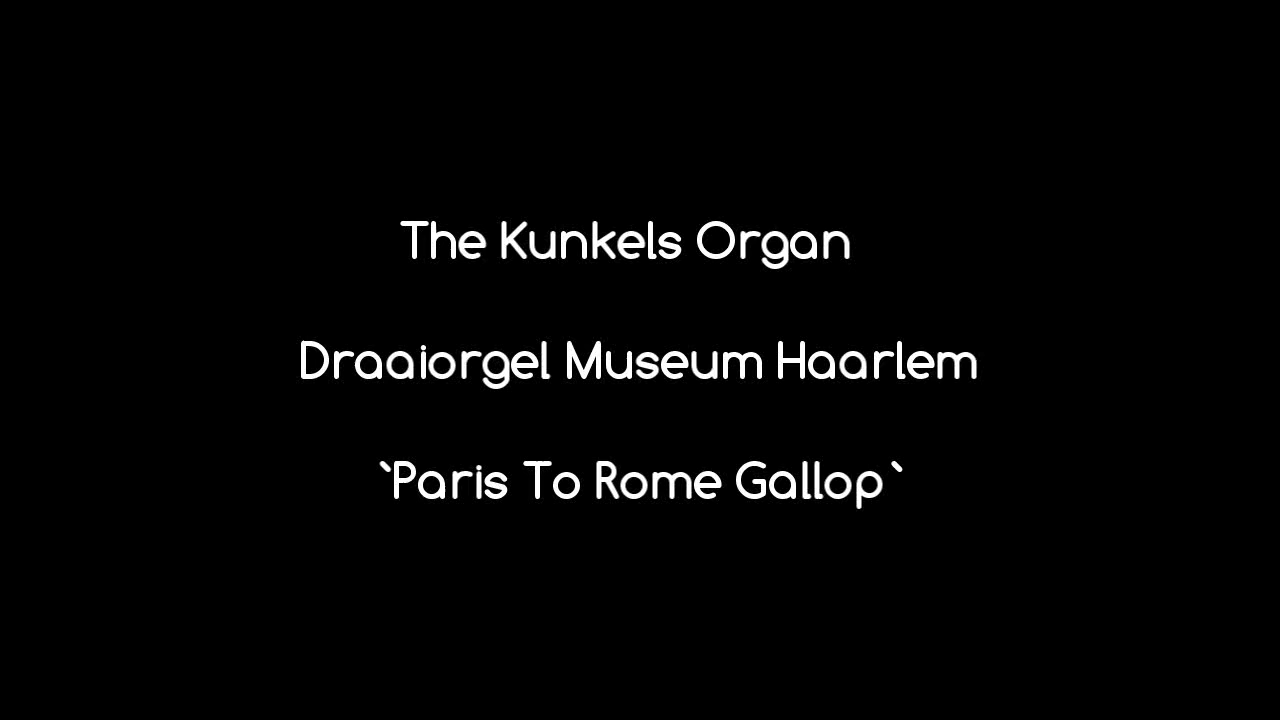 The Kunkels Organ
Draaiorgel Museum Haarlem
`Paris To Rome Gallop`